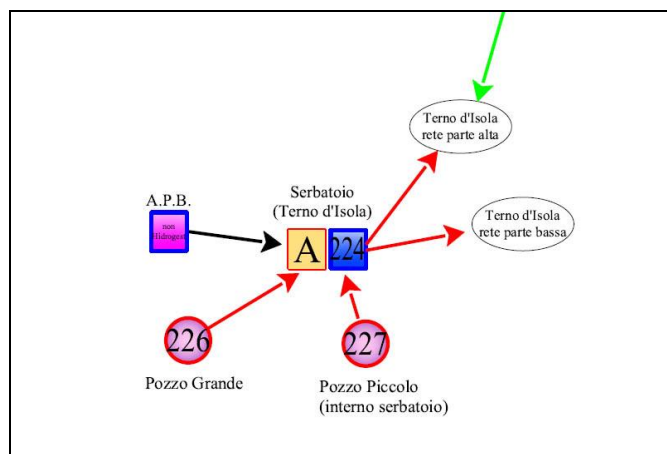 Terno d'Isola
rete parte alta
Serbatoio
(Terno d'Isola)
A.P.B.
non
Hidrogest
A
224
Terno d'Isola
rete parte bassa
226
227
Pozzo Grande
Pozzo Piccolo
(interno serbatoio)